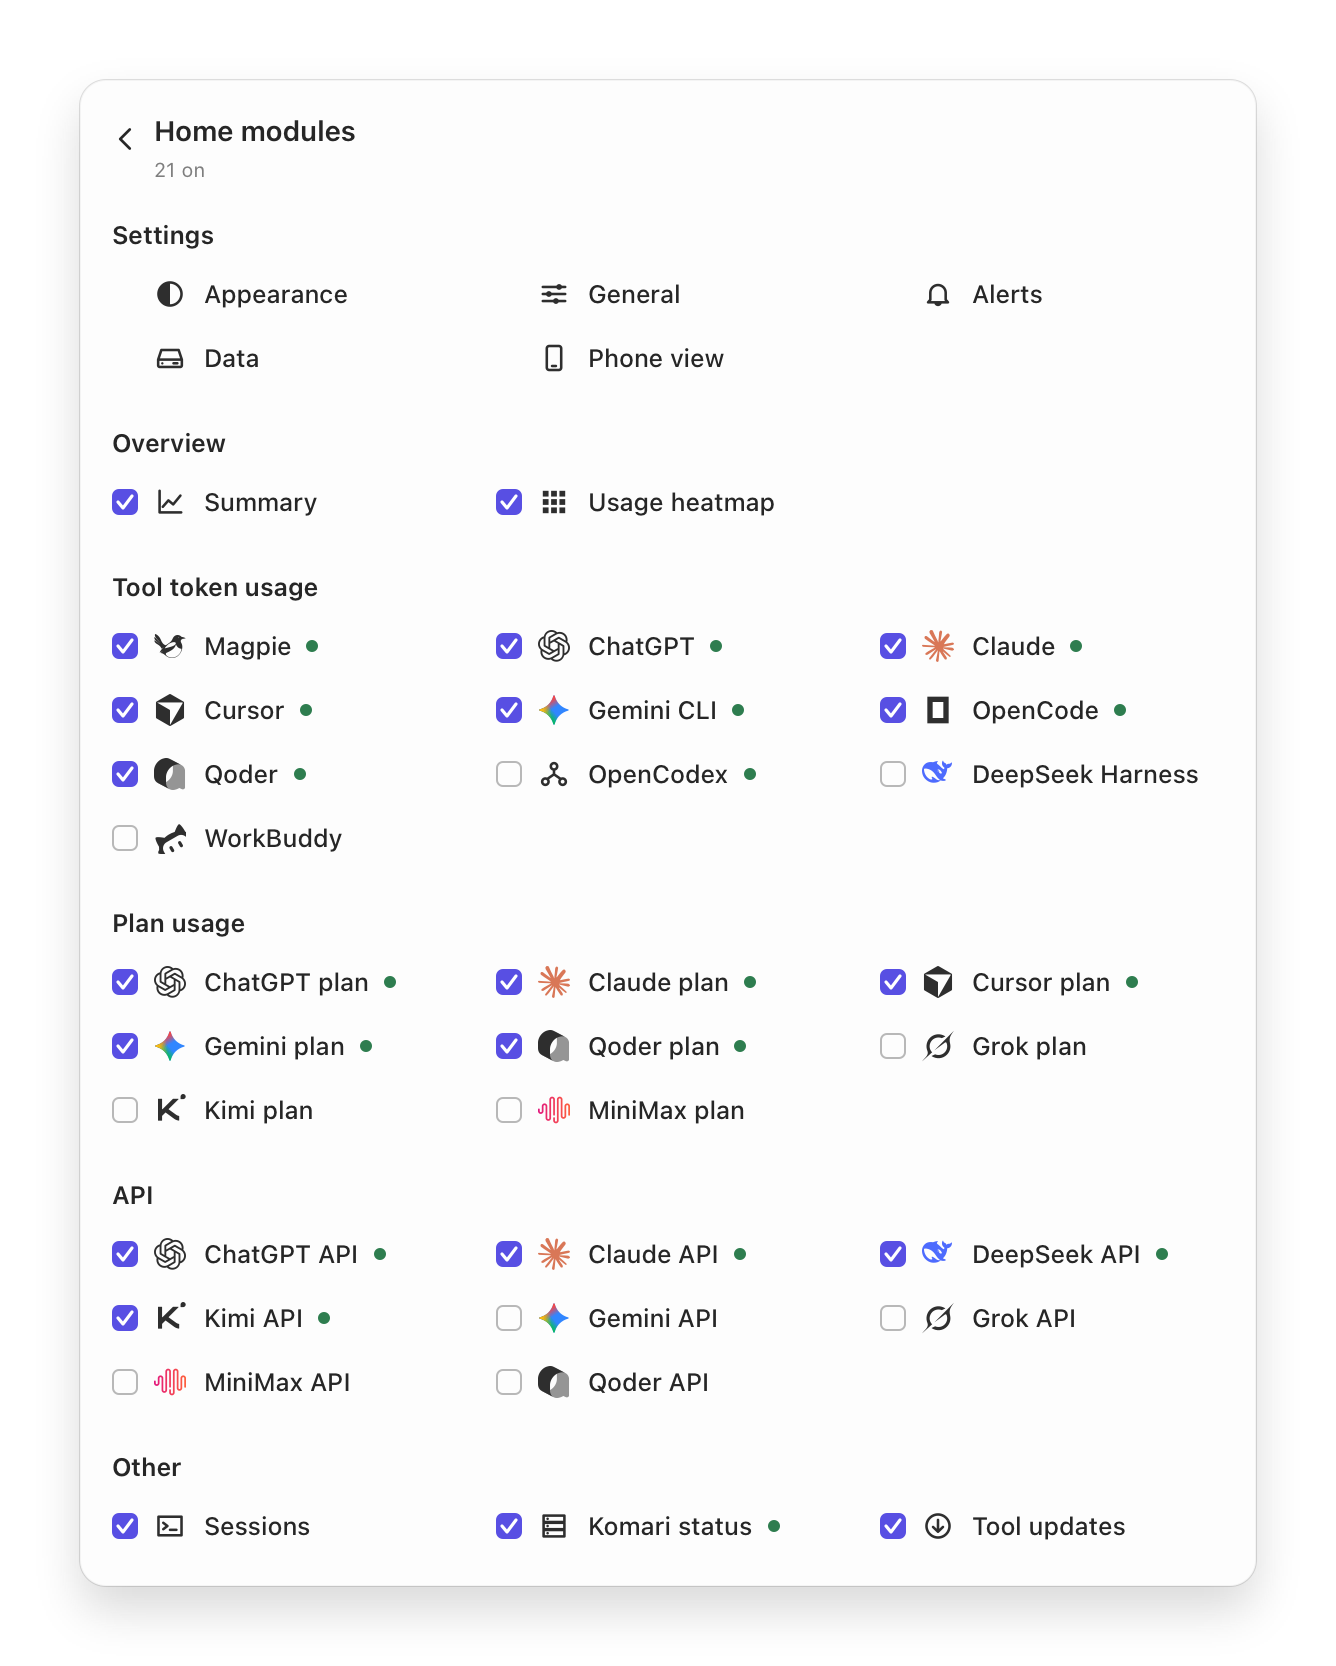 Home modules
21 on
Settings
Appearance General Alerts
Data Phone view
Overview
Summary Usage heatmap
Tool token usage
Magpie ChatGPT Claude
Cursor Gemini CLI OpenCode
Qoder OpenCodex DeepSeek Harness
WorkBuddy
Plan usage
ChatGPT plan Claude plan Cursor plan
Gemini plan Qoder plan Grok plan
Kimi plan MiniMax plan
API
ChatGPT API Claude API DeepSeek API
Kimi API Gemini API Grok API
MiniMax API Qoder API
Other
Sessions Komari status Tool updates